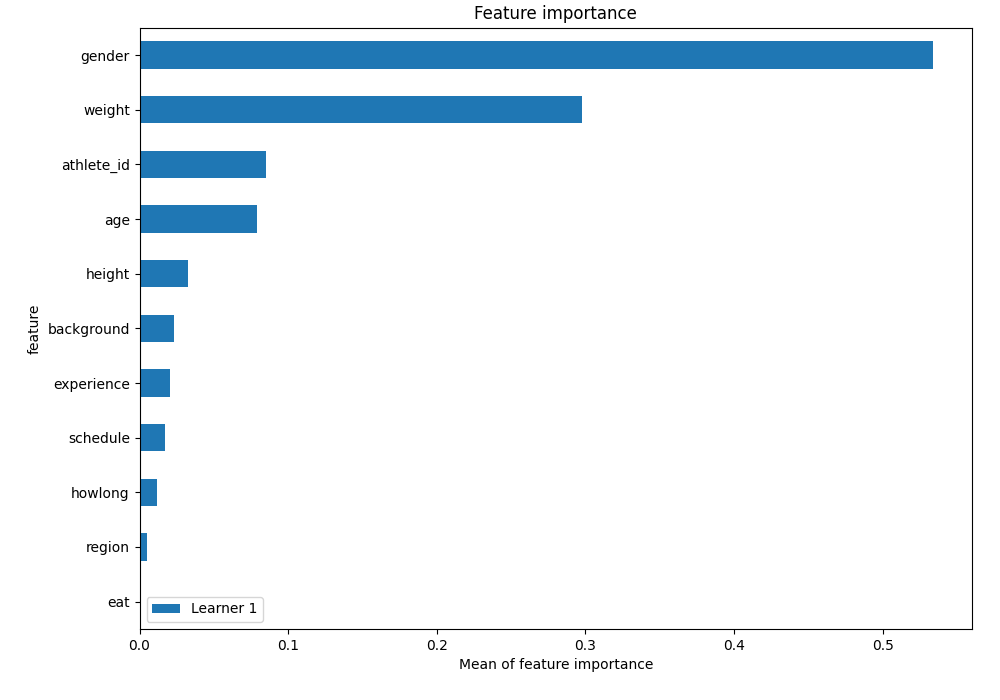 Feature importance
gender
weight
athlete_id
age
height
background
experience
schedule
howlong
region
eat
feature
Learner 1
0.0 0.1 0.2 0.3 0.4 0.5
Mean of feature importance